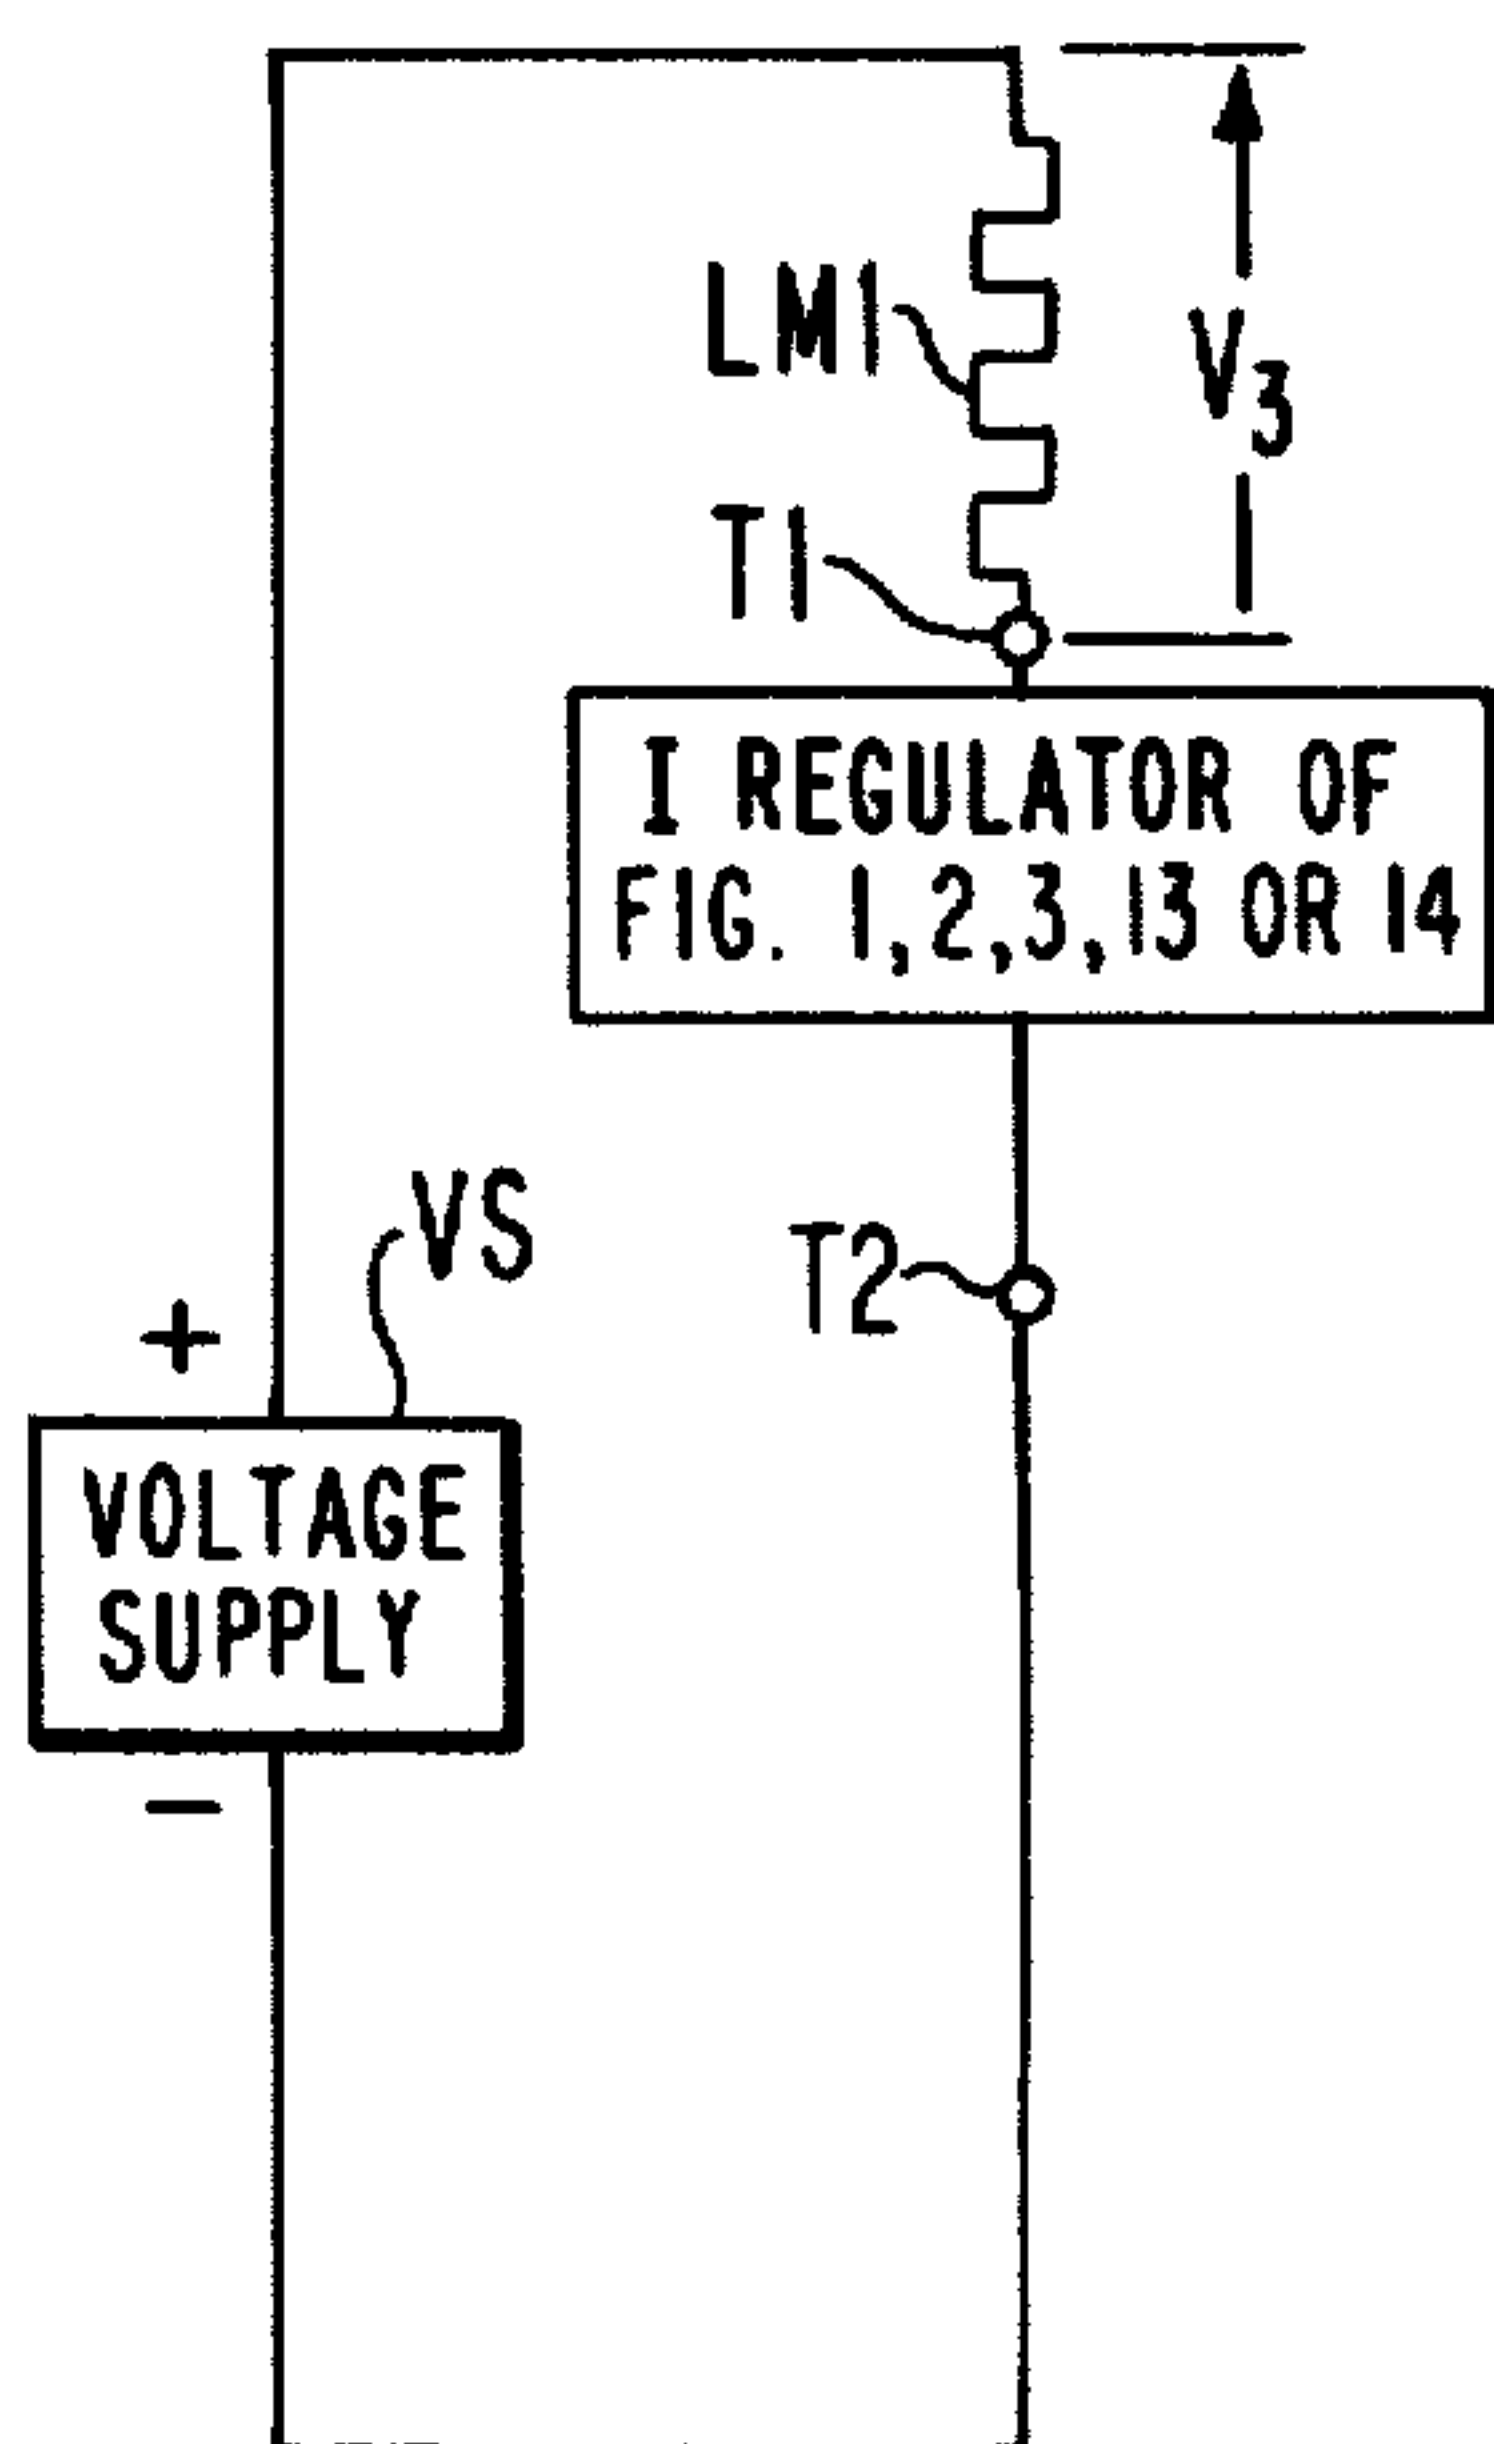 LM1
V3
T1
I REGULATOR OF
FIG. 1,2,3,13 OR 14
VS
T2
+
VOLTAGE
SUPPLY
−